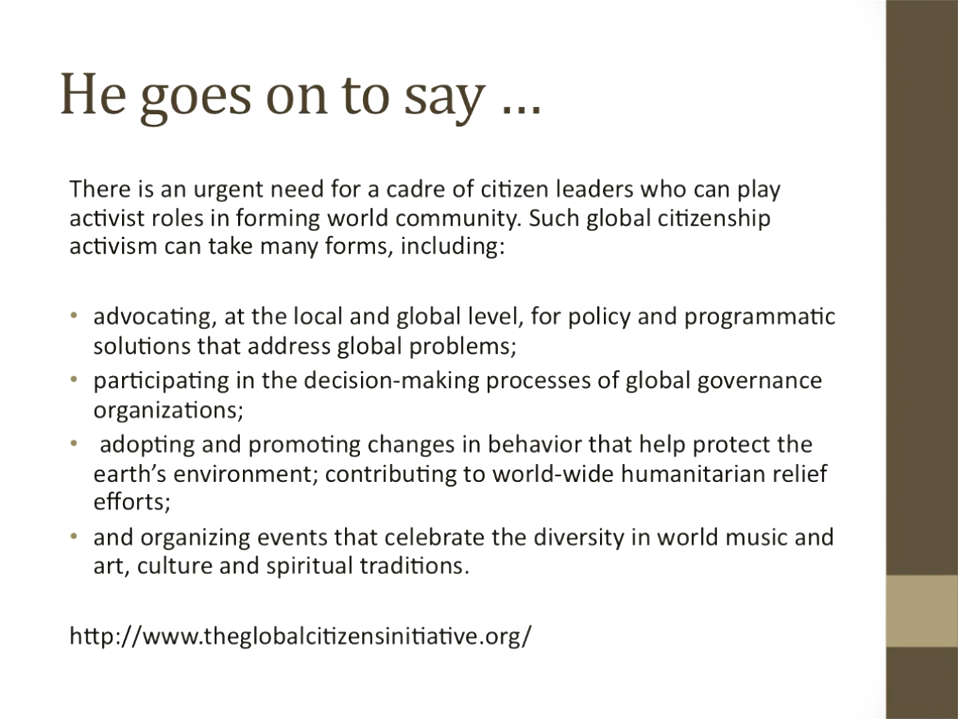 He goes on to say …
There is an urgent need for a cadre of citizen leaders who can play
activist roles in forming world community. Such global citizenship
activism can take many forms, including:
• advocating, at the local and global level, for policy and programmatic
solutions that address global problems;
• participating in the decision-making processes of global governance
organizations;
• adopting and promoting changes in behavior that help protect the
earth’s environment; contributing to world-wide humanitarian relief
efforts;
• and organizing events that celebrate the diversity in world music and
art, culture and spiritual traditions.
http://www.theglobalcitizensinitiative.org/